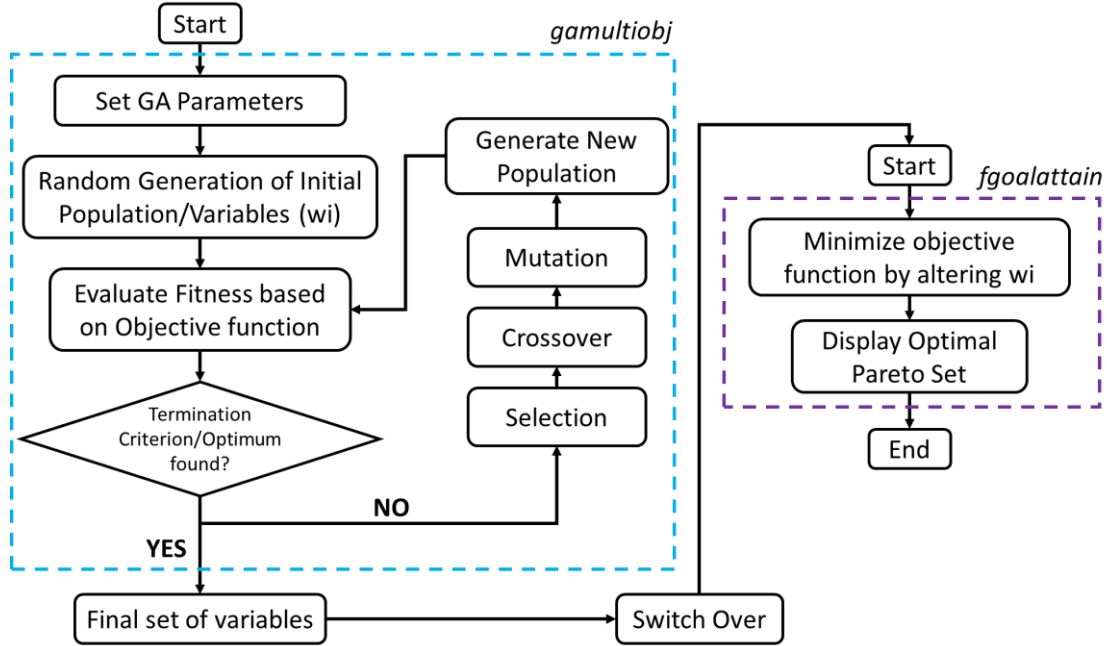 Start
gamultiobj
Set GA Parameters
Random Generation of Initial
Population/Variables (wi)
Evaluate Fitness based
on Objective function
Termination
Criterion/Optimum
found?
NO
YES
Generate New
Population
Mutation
Crossover
Selection
Final set of variables
Switch Over
Start
fgoalattain
Minimize objective
function by altering wi
Display Optimal
Pareto Set
End